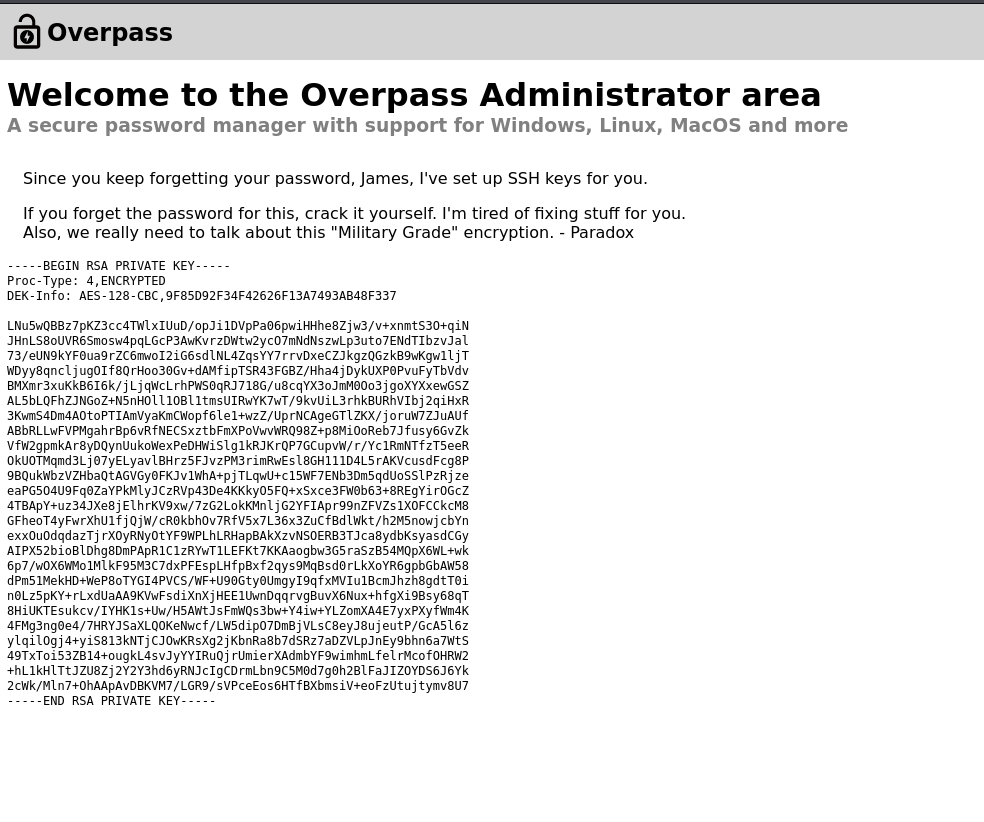 Overpass
Welcome to the Overpass Administrator area
A secure password manager with support for Windows, Linux, MacOS and more
Since you keep forgetting your password, James, I've set up SSH keys for you.
If you forget the password for this, crack it yourself. I'm tired of fixing stuff for you.
Also, we really need to talk about this "Military Grade" encryption. - Paradox
-----BEGIN RSA PRIVATE KEY-----
Proc-Type: 4,ENCRYPTED
DEK-Info: AES-128-CBC,9F85D92F34F42626F13A7493AB48F337

LNu5wQBBz7pKZ3cc4TWlxIUuD/opJi1DVpPa06pwiHHhe8Zjw3/v+xnmtS3O+qiN
JHnLS8oUVR6Smosw4pqLGcP3AwKvrzDWtw2ycO7mNdNszwLp3uto7ENdTIbzvJal
73/eUN9kYF0ua9rZC6mwoI2iG6sdlNL4ZqsYY7rrvDxeCZJkgzQGzkB9wKgw1ljT
WDyy8qncljugOIf8QrHoo30Gv+dAMfipTSR43FGBZ/Hha4jDykUXP0PvuFyTbVdv
BMXmr3xuKkB6I6k/jLjqWcLrhPWS0qRJ718G/u8cqYX3oJmM0Oo3jgoXYXxewGSZ
AL5bLQFhZJNGoZ+N5nHOll1OBl1tmsUIRwYK7wT/9kvUiL3rhkBURhVIbj2qiHxR
3KwmS4Dm4AOtoPTIAmVyaKmCWopf6le1+wzZ/UprNCAgeGTlZKX/joruW7ZJuAUf
ABbRLLwFVPMgahrBp6vRfNECSxztbFmXPoVwvWRQ98Z+p8MiOoReb7Jfusy6GvZk
VfW2gpmkAr8yDQynUukoWexPeDHWiSlg1kRJKrQP7GCupvW/r/Yc1RmNTfzT5eeR
OkUOTMqmd3Lj07yELyavlBHrz5FJvzPM3rimRwEsl8GH111D4L5rAKVcusdFcg8P
9BQukWbzVZHbaQtAGVGy0FKJv1WhA+pjTLqwU+c15WF7ENb3Dm5qdUoSSlPzRjze
eaPG5O4U9Fq0ZaYPkMlyJCzRVp43De4KKkyO5FQ+xSxce3FW0b63+8REgYirOGcZ
4TBApY+uz34JXe8jElhrKV9xw/7zG2LokKMnljG2YFIApr99nZFVZs1XOFCCkcM8
GFheoT4yFwrXhU1fjQjW/cR0kbhOv7RfV5x7L36x3ZuCfBdlWkt/h2M5nowjcbYn
exxOuOdqdazTjrXOyRNyOtYF9WPLhLRHapBAkXzvNSOERB3TJca8ydbKsyasdCGy
AIPX52bioBlDhg8DmPApR1C1zRYwT1LEFKt7KKAaogbw3G5raSzB54MQpX6WL+wk
6p7/wOX6WMo1MlkF95M3C7dxPFEspLHfpBxf2qys9MqBsd0rLkXoYR6gpbGbAW58
dPm51MekHD+WeP8oTYGI4PVCS/WF+U90Gty0UmgyI9qfxMVIu1BcmJhzh8gdtT0i
n0Lz5pKY+rLxdUaAA9KVwFsdiXnXjHEE1UwnDqqrvgBuvX6Nux+hfgXi9Bsy68qT
8HiUKTEsukcv/IYHK1s+Uw/H5AWtJsFmWQs3bw+Y4iw+YLZomXA4E7yxPXyfWm4K
4FMg3ng0e4/7HRYJSaXLQOKeNwcf/LW5dipO7DmBjVLsC8eyJ8ujeutP/GcA5l6z
ylqilOgj4+yiS813kNTjCJOwKRsXg2jKbnRa8b7dSRz7aDZVLpJnEy9bhn6a7WtS
49TxToi53ZB14+ougkL4svJyYYIRuQjrUmierXAdmbYF9wimhmLfelrMcofOHRW2
+hL1kHlTtJZU8Zj2Y2Y3hd6yRNJcIgCDrmLbn9C5M0d7g0h2BlFaJIZOYDS6J6Yk
2cWk/Mln7+OhAApAvDBKVM7/LGR9/sVPceEos6HTfBXbmsiV+eoFzUtujtymv8U7
-----END RSA PRIVATE KEY-----